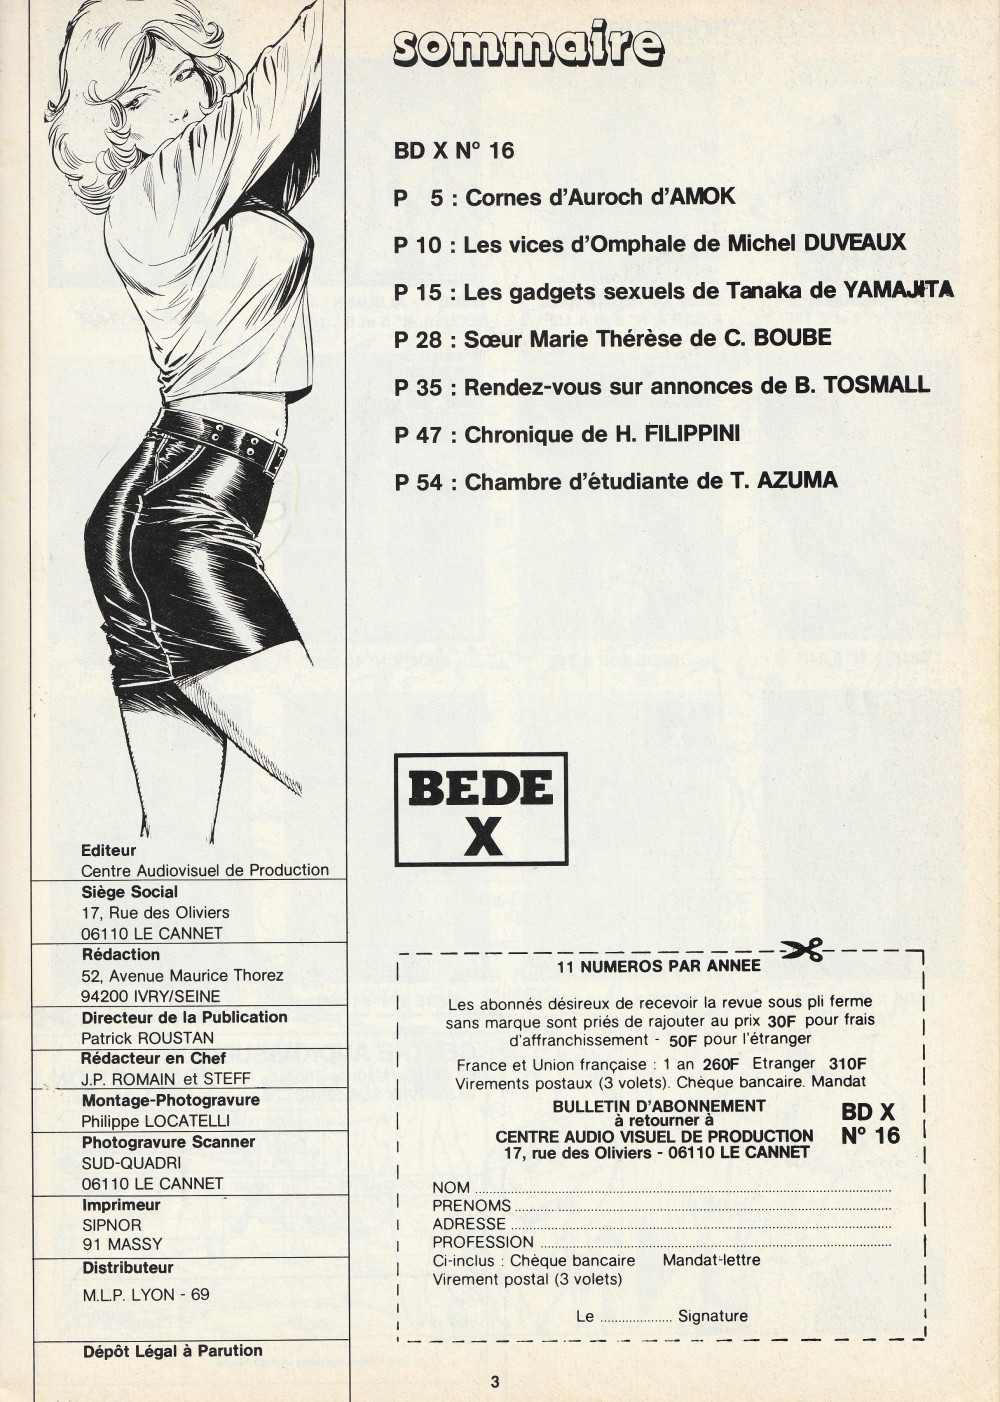 sommaire
BD X N° 16
P 5 : Cornes d'Auroch d'AMOK
P 10 : Les vices d'Omphale de Michel DUVEAUX
P 15 : Les gadgets sexuels de Tanaka de YAMAJITA
P 28 : Sœur Marie Thérèse de C. BOUBE
P 35 : Rendez-vous sur annonces de B. TOSMALL
P 47 : Chronique de H. FILIPPINI
P 54 : Chambre d'étudiante de T. AZUMA
BEDE
X
Editeur
Centre Audiovisuel de Production
Siège Social
17, Rue des Oliviers
06110 LE CANNET
Rédaction
52, Avenue Maurice Thorez
94200 IVRY/SEINE
Directeur de la Publication
Patrick ROUSTAN
Rédacteur en Chef
J.P. ROMAIN et STEFF
Montage-Photogravure
Philippe LOCATELLI
Photogravure Scanner
SUD-QUADRI
06110 LE CANNET
Imprimeur
SIPNOR
91 MASSY
Distributeur
M.L.P. LYON - 69
Dépôt Légal à Parution
11 NUMEROS PAR ANNEE
Les abonnés désireux de recevoir la revue sous pli ferme
sans marque sont priés de rajouter au prix 30F pour frais
d'affranchissement - 50F pour l'étranger
France et Union française : 1 an 260F Etranger 310F
Virements postaux (3 volets). Chèque bancaire. Mandat
BULLETIN D'ABONNEMENT
à retourner à
CENTRE AUDIO VISUEL DE PRODUCTION
17, rue des Oliviers - 06110 LE CANNET
BD X
N° 16
NOM
PRENOMS
ADRESSE
PROFESSION
Ci-inclus : Chèque bancaire Mandat-lettre
Virement postal (3 volets)
Le .................... Signature
3